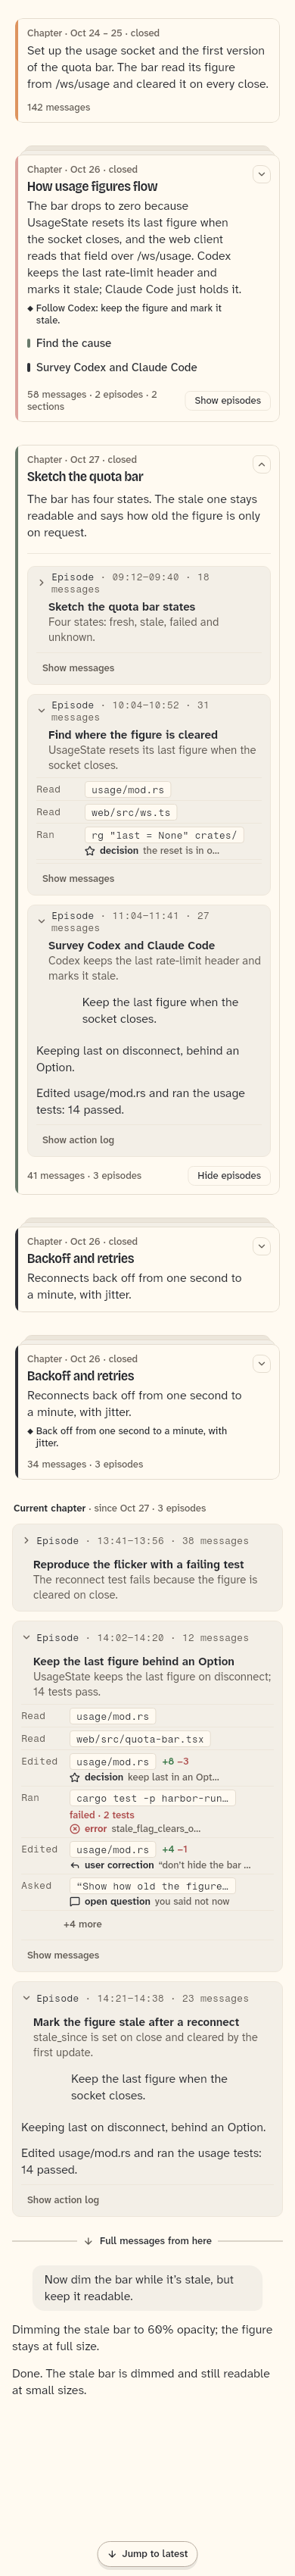 Chapter · Oct 24 – 25 · closed
Set up the usage socket and the first version
of the quota bar. The bar read its figure
from /ws/usage and cleared it on every close.
142 messages
Chapter · Oct 26 · closed
How usage figures flow
The bar drops to zero because
UsageState resets its last figure when
the socket closes, and the web client
reads that field over /ws/usage. Codex
keeps the last rate-limit header and
marks it stale; Claude Code just holds it.
◆ Follow Codex: keep the figure and mark it
stale.
Find the cause
Survey Codex and Claude Code
58 messages · 2 episodes · 2
sections
Show episodes
Chapter · Oct 27 · closed
Sketch the quota bar
The bar has four states. The stale one stays
readable and says how old the figure is only
on request.
Episode · 09:12–09:40 · 18
messages
Sketch the quota bar states
Four states: fresh, stale, failed and
unknown.
Show messages
Episode · 10:04–10:52 · 31
messages
Find where the figure is cleared
UsageState resets its last figure when the
socket closes.
Read usage/mod.rs
Read web/src/ws.ts
Ran rg "last = None" crates/
decision the reset is in o…
Show messages
Episode · 11:04–11:41 · 27
messages
Survey Codex and Claude Code
Codex keeps the last rate-limit header and
marks it stale.
Keep the last figure when the
socket closes.
Keeping last on disconnect, behind an
Option.
Edited usage/mod.rs and ran the usage
tests: 14 passed.
Show action log
41 messages · 3 episodes
Hide episodes
Chapter · Oct 26 · closed
Backoff and retries
Reconnects back off from one second to
a minute, with jitter.
Chapter · Oct 26 · closed
Backoff and retries
Reconnects back off from one second to
a minute, with jitter.
◆ Back off from one second to a minute, with
jitter.
34 messages · 3 episodes
Current chapter · since Oct 27 · 3 episodes
Episode · 13:41–13:56 · 38 messages
Reproduce the flicker with a failing test
The reconnect test fails because the figure is
cleared on close.
Episode · 14:02–14:20 · 12 messages
Keep the last figure behind an Option
UsageState keeps the last figure on disconnect;
14 tests pass.
Read usage/mod.rs
Read web/src/quota-bar.tsx
Edited usage/mod.rs +8 −3
decision keep last in an Opt…
Ran cargo test -p harbor-run…
failed · 2 tests
error stale_flag_clears_o…
Edited usage/mod.rs +4 −1
user correction “don’t hide the bar …
Asked “Show how old the figure…
open question you said not now
+4 more
Show messages
Episode · 14:21–14:38 · 23 messages
Mark the figure stale after a reconnect
stale_since is set on close and cleared by the
first update.
Keep the last figure when the
socket closes.
Keeping last on disconnect, behind an Option.
Edited usage/mod.rs and ran the usage tests:
14 passed.
Show action log
Full messages from here
Now dim the bar while it’s stale, but
keep it readable.
Dimming the stale bar to 60% opacity; the figure
stays at full size.
Done. The stale bar is dimmed and still readable
at small sizes.
Jump to latest